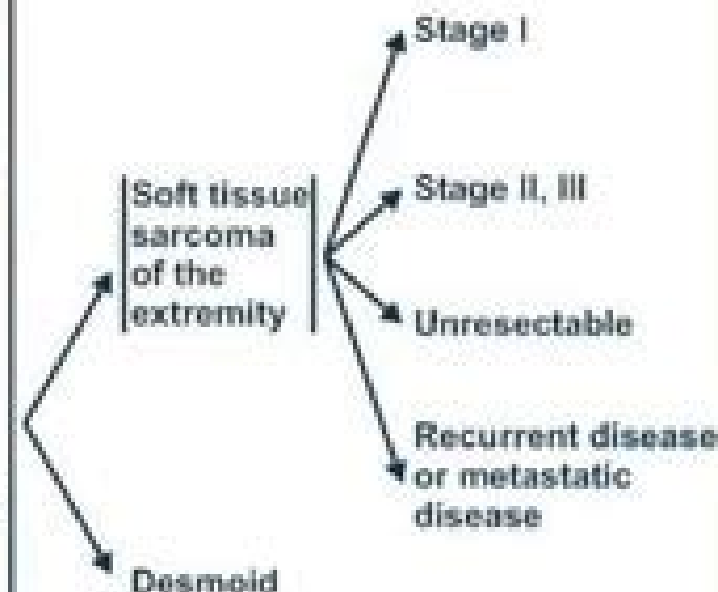 Stage I
Soft tissue
sarcoma
of the
extremity
Stage II, III
Unresectable
Recurrent disease
or metastatic
disease
Desmoid